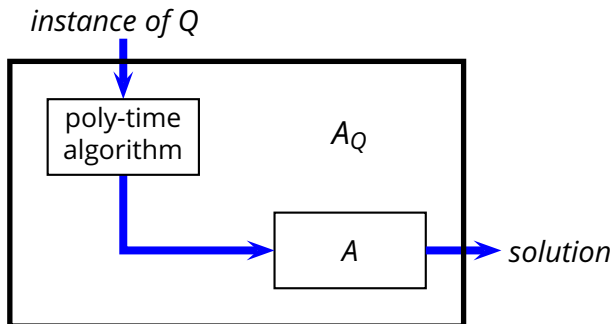 instance of Q
poly-time
algorithm
A_Q
A
solution